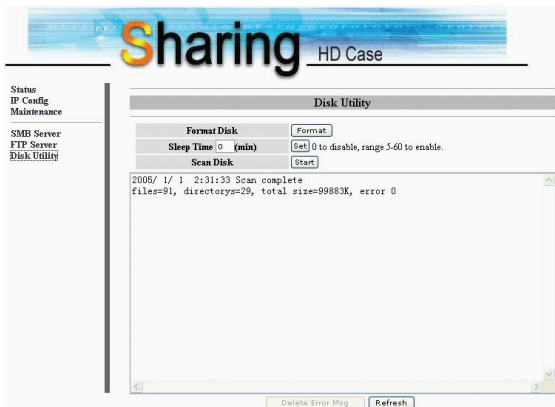 Sharing HD Case
Status
IP Config
Maintenance
SMB Server
FTP Server
Disk Utility
Disk Utility
Format Disk Format
Sleep Time 0 (min) Set 0 to disable, range 5-60 to enable.
Scan Disk Start
2005/ 1/ 1 2:31:33 Scan complete
files=91, directorys=29, total size=99883K, error 0
Delete Error Msg Refresh